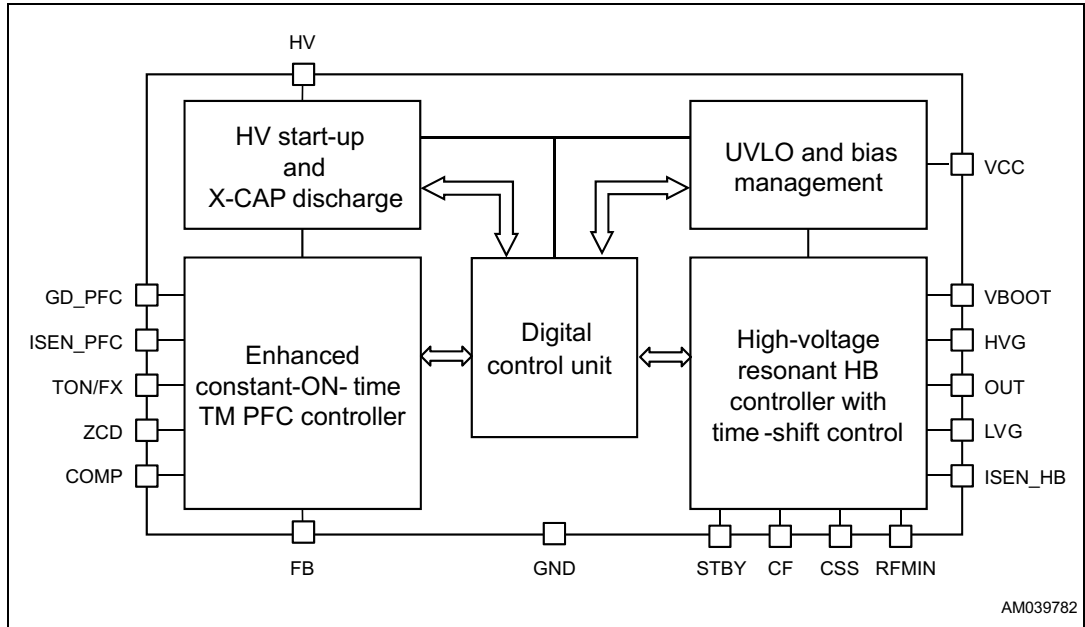 HV
HV start-up
and
X-CAP discharge
UVLO and bias
management
VCC
GD_PFC
ISEN_PFC
TON/FX
ZCD
COMP
Enhanced
constant-ON- time
TM PFC controller
Digital
control unit
High-voltage
resonant HB
controller with
time -shift control
VBOOT
HVG
OUT
LVG
ISEN_HB
FB
GND
STBY
CF
CSS
RFMIN
AM039782